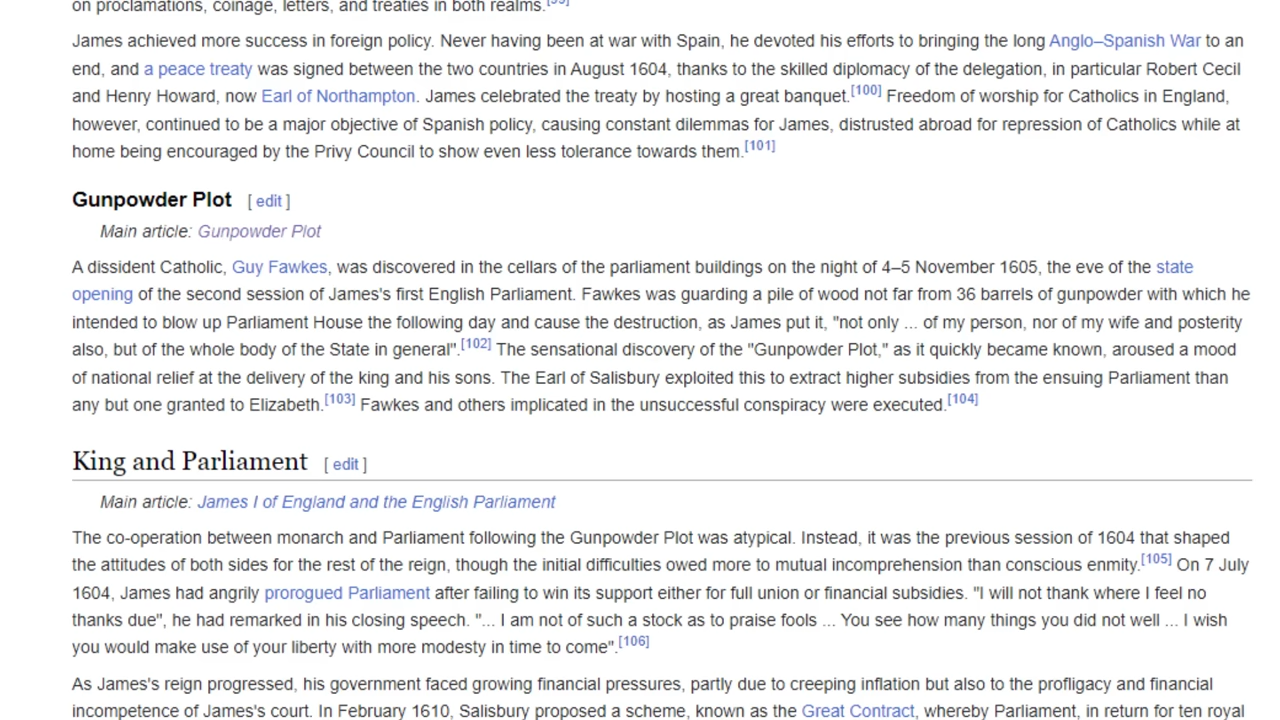 on proclamations, coinage, letters, and treaties in both realms.[99]
James achieved more success in foreign policy. Never having been at war with Spain, he devoted his efforts to bringing the long Anglo–Spanish War to an
end, and a peace treaty was signed between the two countries in August 1604, thanks to the skilled diplomacy of the delegation, in particular Robert Cecil
and Henry Howard, now Earl of Northampton. James celebrated the treaty by hosting a great banquet.[100] Freedom of worship for Catholics in England,
however, continued to be a major objective of Spanish policy, causing constant dilemmas for James, distrusted abroad for repression of Catholics while at
home being encouraged by the Privy Council to show even less tolerance towards them.[101]
Gunpowder Plot [ edit ]
Main article: Gunpowder Plot
A dissident Catholic, Guy Fawkes, was discovered in the cellars of the parliament buildings on the night of 4–5 November 1605, the eve of the state
opening of the second session of James's first English Parliament. Fawkes was guarding a pile of wood not far from 36 barrels of gunpowder with which he
intended to blow up Parliament House the following day and cause the destruction, as James put it, "not only ... of my person, nor of my wife and posterity
also, but of the whole body of the State in general".[102] The sensational discovery of the "Gunpowder Plot," as it quickly became known, aroused a mood
of national relief at the delivery of the king and his sons. The Earl of Salisbury exploited this to extract higher subsidies from the ensuing Parliament than
any but one granted to Elizabeth.[103] Fawkes and others implicated in the unsuccessful conspiracy were executed.[104]
King and Parliament [ edit ]
Main article: James I of England and the English Parliament
The co-operation between monarch and Parliament following the Gunpowder Plot was atypical. Instead, it was the previous session of 1604 that shaped
the attitudes of both sides for the rest of the reign, though the initial difficulties owed more to mutual incomprehension than conscious enmity.[105] On 7 July
1604, James had angrily prorogued Parliament after failing to win its support either for full union or financial subsidies. "I will not thank where I feel no
thanks due", he had remarked in his closing speech. "... I am not of such a stock as to praise fools ... You see how many things you did not well ... I wish
you would make use of your liberty with more modesty in time to come".[106]
As James's reign progressed, his government faced growing financial pressures, partly due to creeping inflation but also to the profligacy and financial
incompetence of James's court. In February 1610, Salisbury proposed a scheme, known as the Great Contract, whereby Parliament, in return for ten royal